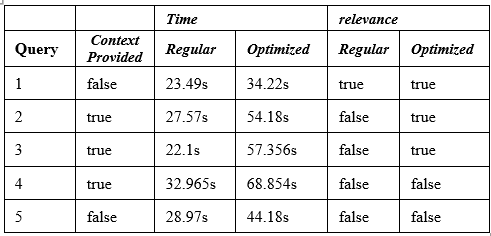 Time relevance
Query Context Provided Regular Optimized Regular Optimized
1 false 23.49s 34.22s true true
2 true 27.57s 54.18s false true
3 true 22.1s 57.356s false true
4 true 32.965s 68.854s false false
5 false 28.97s 44.18s false false